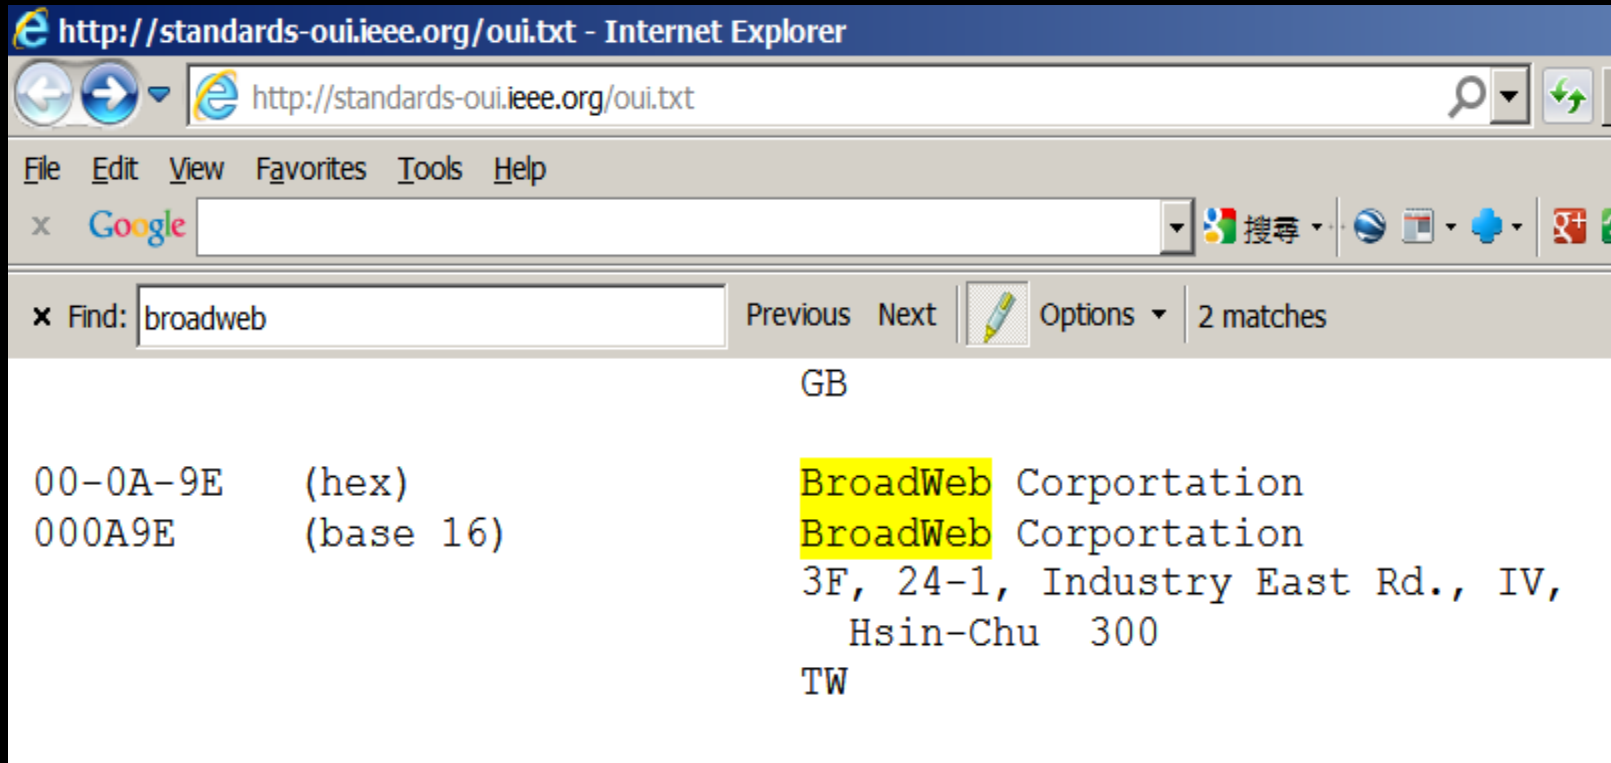 http://standards-oui.ieee.org/oui.txt - Internet Explorer
http://standards-oui.ieee.org/oui.txt
File Edit View Favorites Tools Help
x Google 搜尋
x Find: broadweb Previous Next Options 2 matches
GB
00-0A-9E (hex) BroadWeb Corportation
000A9E (base 16) BroadWeb Corportation
3F, 24-1, Industry East Rd., IV,
Hsin-Chu 300
TW